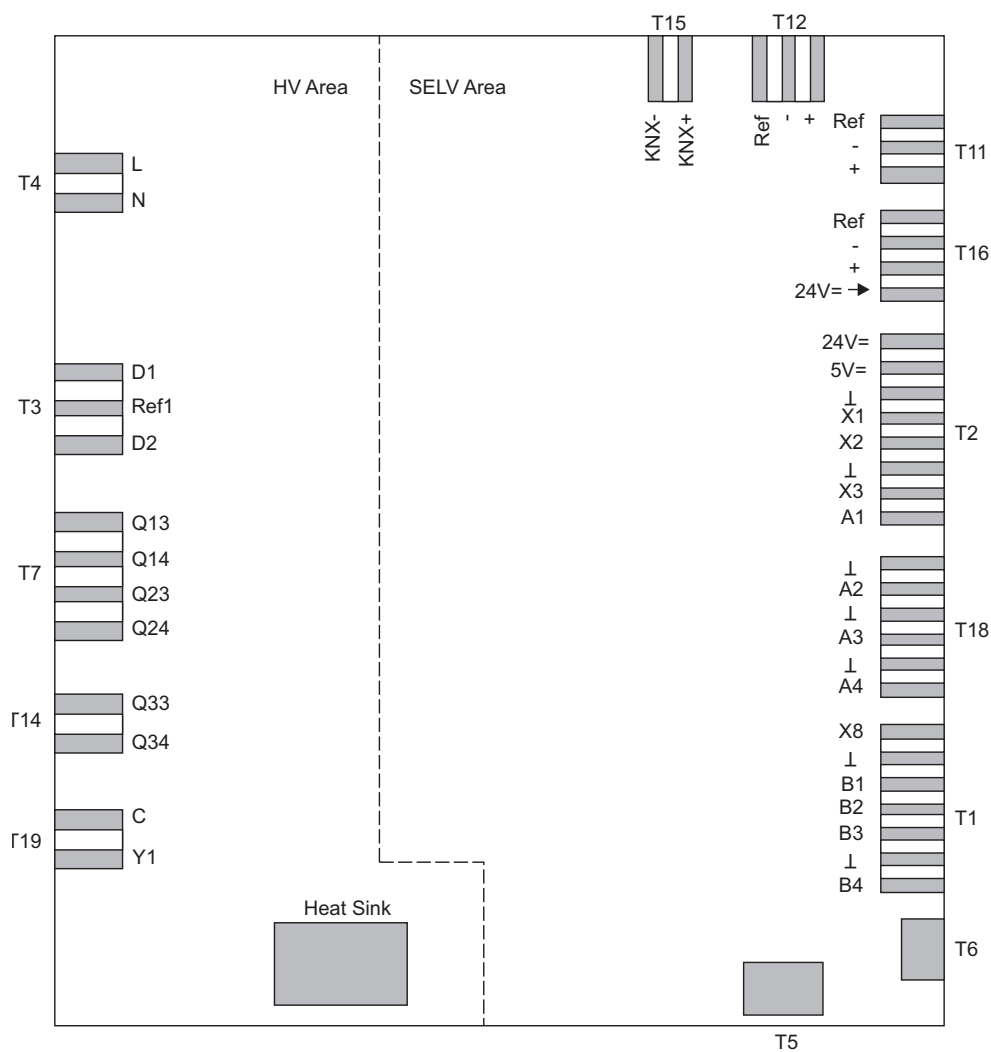 T15
T12
HV Area
SELV Area
KNX-
KNX+
Ref
-
+
Ref
-
+
T11
T4
L
N
Ref
-
+
24V=
T16
T3
D1
Ref1
D2
24V=
5V=
⊥
X1
X2
⊥
X3
A1
T2
T7
Q13
Q14
Q23
Q24
⊥
A2
⊥
A3
⊥
A4
T18
T14
Q33
Q34
X8
⊥
B1
B2
B3
⊥
B4
T1
T19
C
Y1
Heat Sink
T6
T5